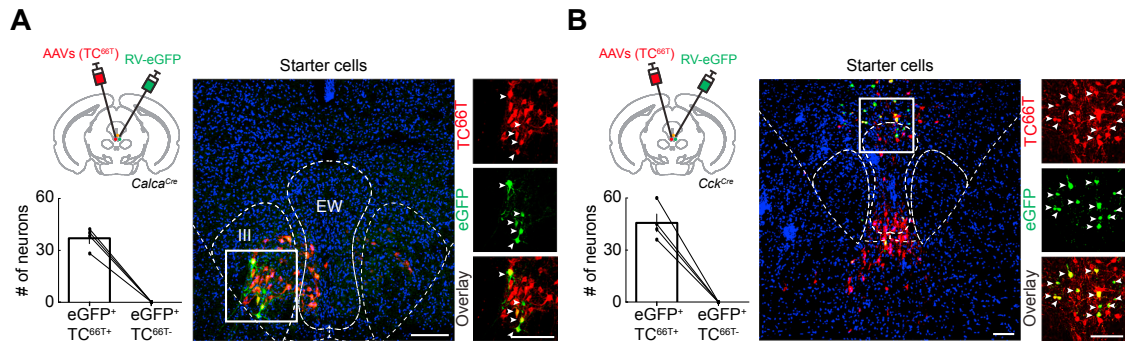 A
AAVs (TC66T)
RV-eGFP
CalcaCre
Starter cells
EW
III
TC66T
eGFP
Overlay
# of neurons
60
30
0
eGFP+ eGFP+
TC66T+ TC66T-
B
AAVs (TC66T)
RV-eGFP
CckCre
Starter cells
TC66T
eGFP
Overlay
# of neurons
60
30
0
eGFP+ eGFP+
TC66T+ TC66T-